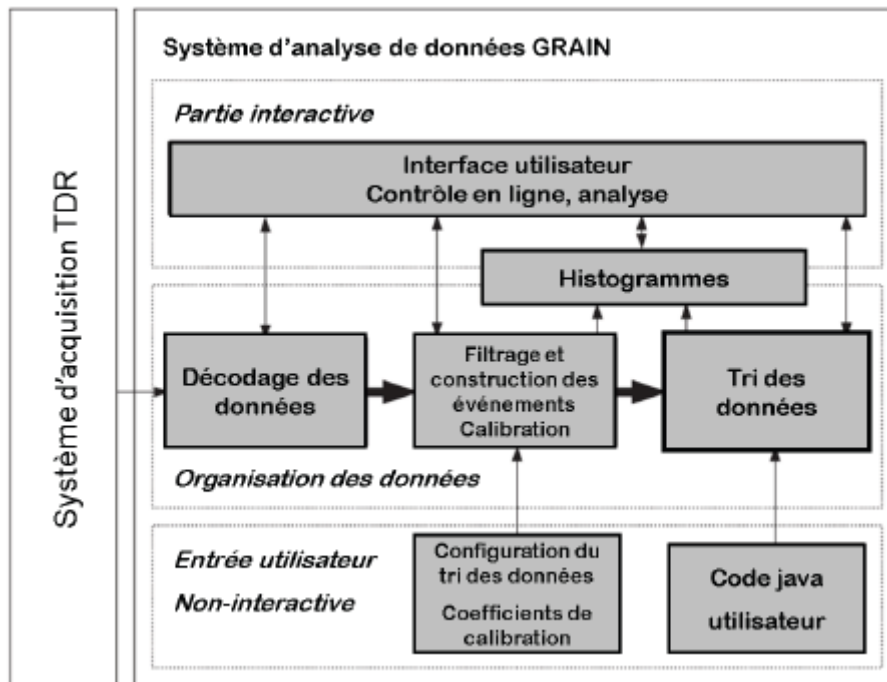 Système d'acquisition TDR
Système d'analyse de données GRAIN
Partie interactive
Interface utilisateur
Contrôle en ligne, analyse
Histogrammes
Décodage des
données
Filtrage et
construction des
événements
Calibration
Tri des
données
Organisation des données
Entrée utilisateur
Non-interactive
Configuration du
tri des données
Coefficients de
calibration
Code java
utilisateur